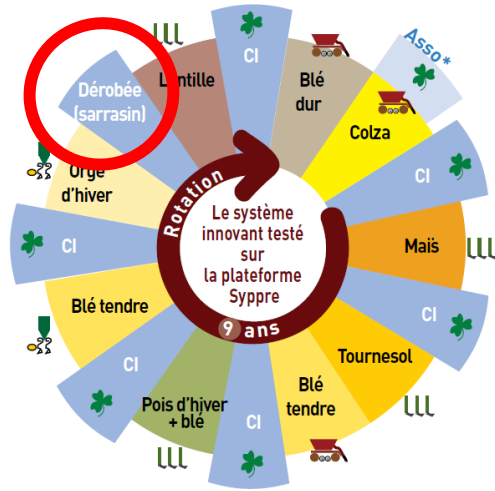 CI
Blé
dur
Asso*
Colza
CI
Maïs
CI
Tournesol
Blé
tendre
CI
Pois d'hiver
+ blé
CI
Blé tendre
CI
Orge
d'hiver
Dérobée
(sarrasin)
Lentille
Rotation
9 ans
Le système
innovant testé
sur
la plateforme
Syppre